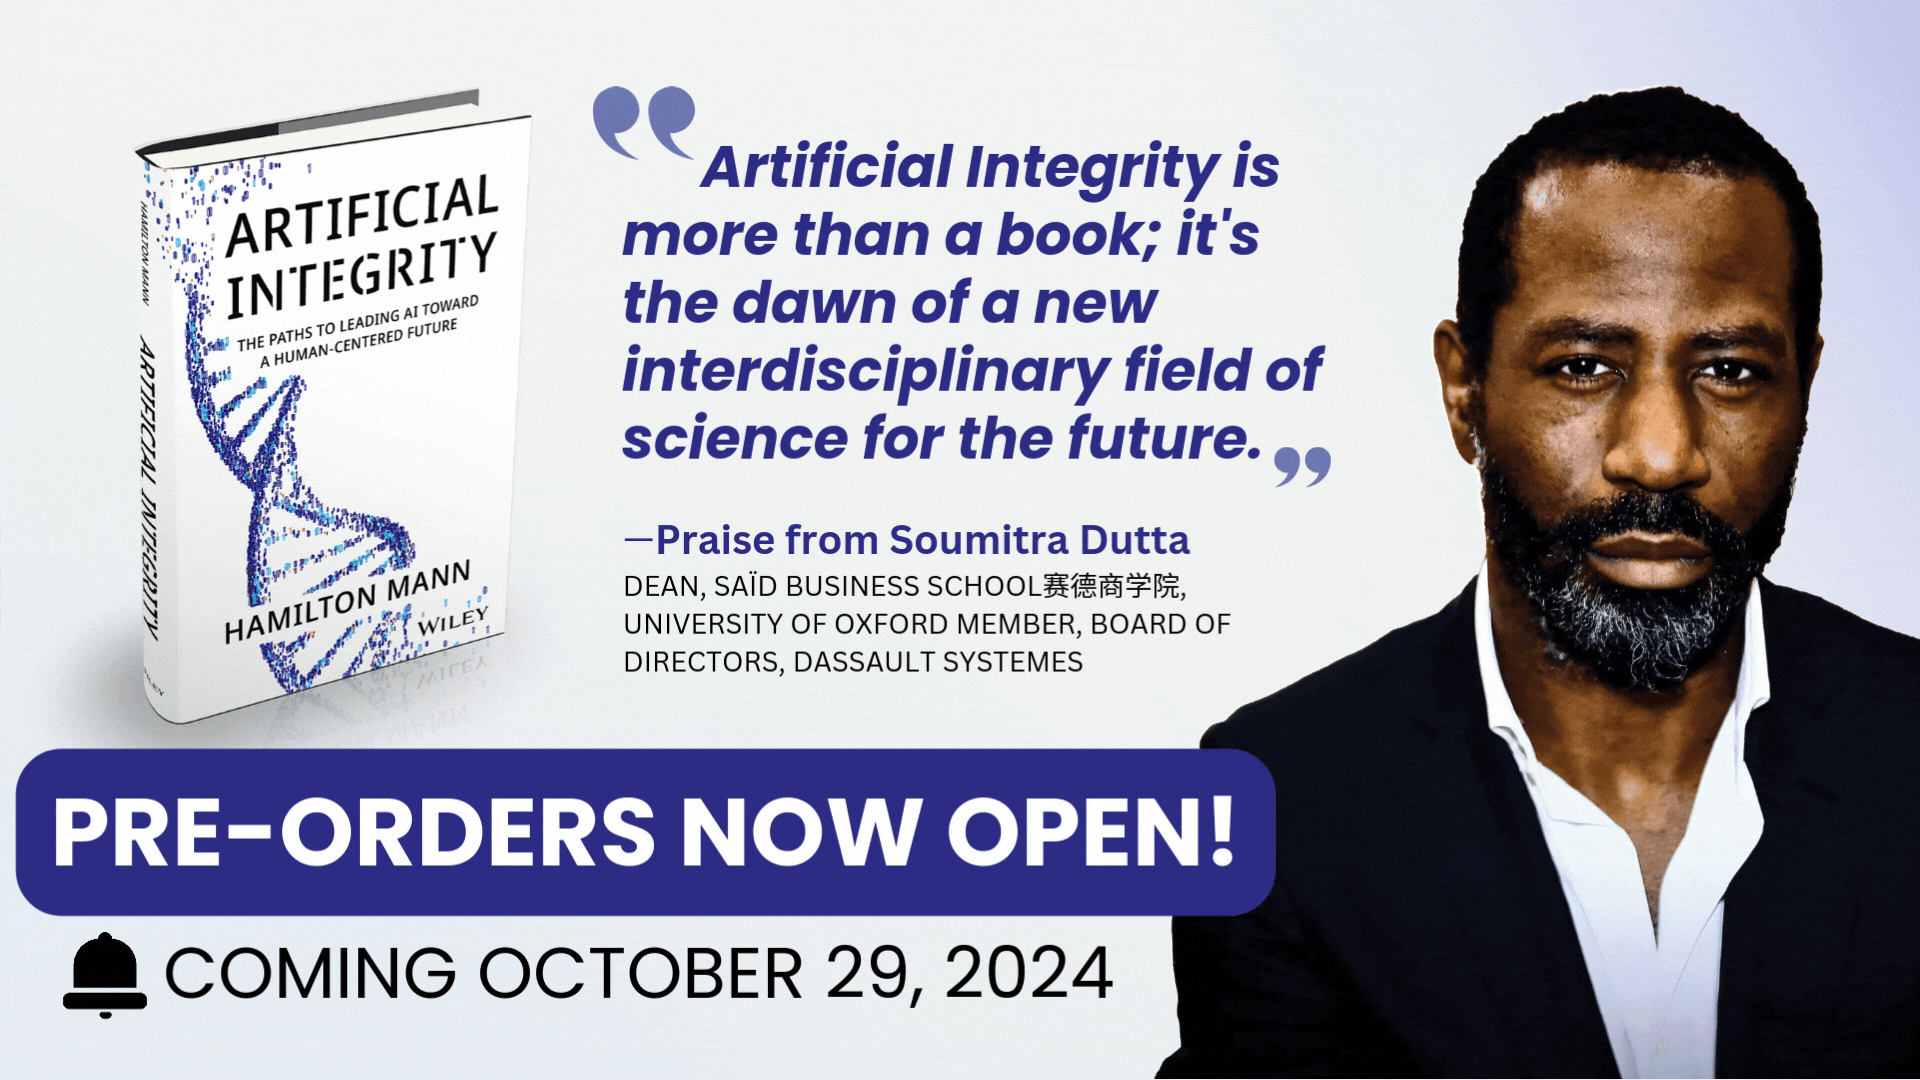 ARTIFICIAL
INTEGRITY
THE PATHS TO LEADING AI TOWARD
A HUMAN-CENTERED FUTURE
HAMILTON MANN
WILEY
HAMILTON MANN
ARTIFICIAL INTEGRITY
WILEY
“Artificial Integrity is
more than a book; it's
the dawn of a new
interdisciplinary field of
science for the future.”
—Praise from Soumitra Dutta
DEAN, SAÏD BUSINESS SCHOOL赛德商学院,
UNIVERSITY OF OXFORD MEMBER, BOARD OF
DIRECTORS, DASSAULT SYSTEMES
PRE-ORDERS NOW OPEN!
COMING OCTOBER 29, 2024